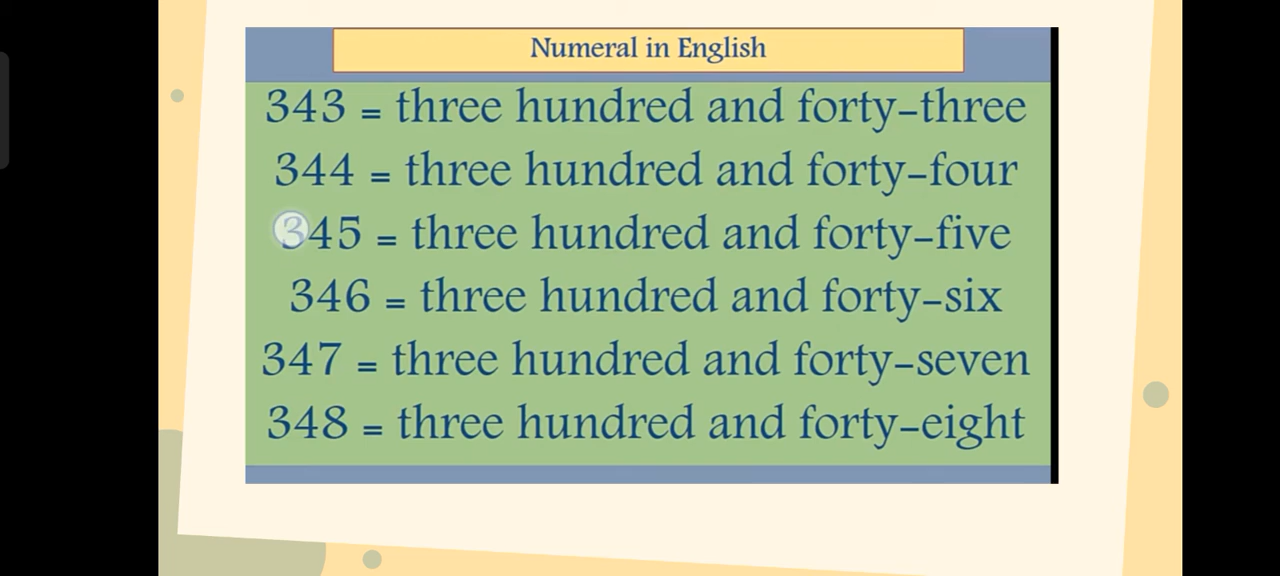 Numeral in English
343 = three hundred and forty-three
344 = three hundred and forty-four
345 = three hundred and forty-five
346 = three hundred and forty-six
347 = three hundred and forty-seven
348 = three hundred and forty-eight